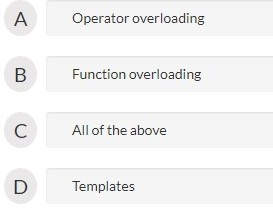 A Operator overloading
B Function overloading
C All of the above
D Templates